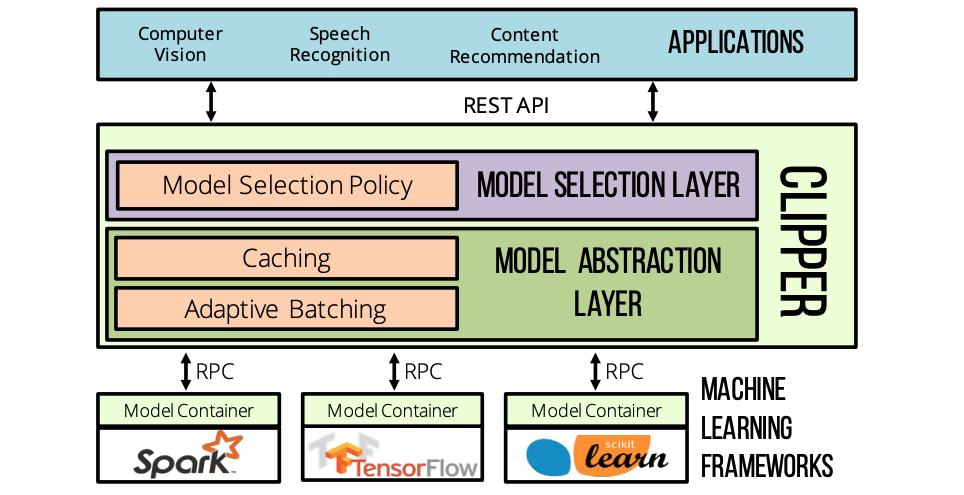 Computer
Vision
Speech
Recognition
Content
Recommendation
APPLICATIONS
REST API
Model Selection Policy
MODEL SELECTION LAYER
Caching
Adaptive Batching
MODEL ABSTRACTION
LAYER
CLIPPER
RPC
RPC
RPC
Model Container
Spark™
Model Container
TensorFlow
Model Container
scikit
learn
MACHINE
LEARNING
FRAMEWORKS